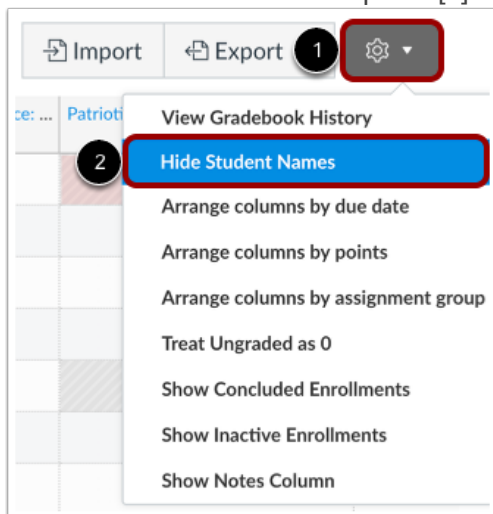 Import Export 1
ce: ... Patrioti
View Gradebook History
2 Hide Student Names
Arrange columns by due date
Arrange columns by points
Arrange columns by assignment group
Treat Ungraded as 0
Show Concluded Enrollments
Show Inactive Enrollments
Show Notes Column